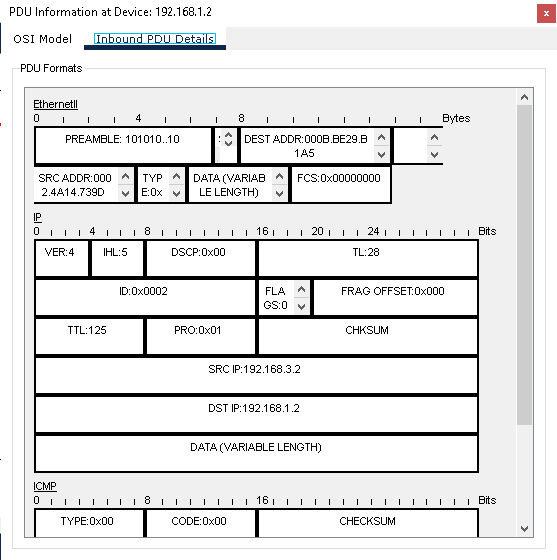 PDU Information at Device: 192.168.1.2
x
OSI Model Inbound PDU Details
PDU Formats
EthernetII
0 4 8 Bytes
PREAMBLE: 101010..10
DEST ADDR:000B.BE29.B
1A5
SRC ADDR:000
2.4A14.739D
TYP
E:0x
DATA (VARIAB
LE LENGTH)
FCS:0x00000000
IP
0 4 8 16 20 24 Bits
VER:4 IHL:5 DSCP:0x00 TL:28
ID:0x0002
FLA
GS:0
FRAG OFFSET:0x000
TTL:125 PRO:0x01 CHKSUM
SRC IP:192.168.3.2
DST IP:192.168.1.2
DATA (VARIABLE LENGTH)
ICMP
0 8 16 Bits
TYPE:0x00 CODE:0x00 CHECKSUM